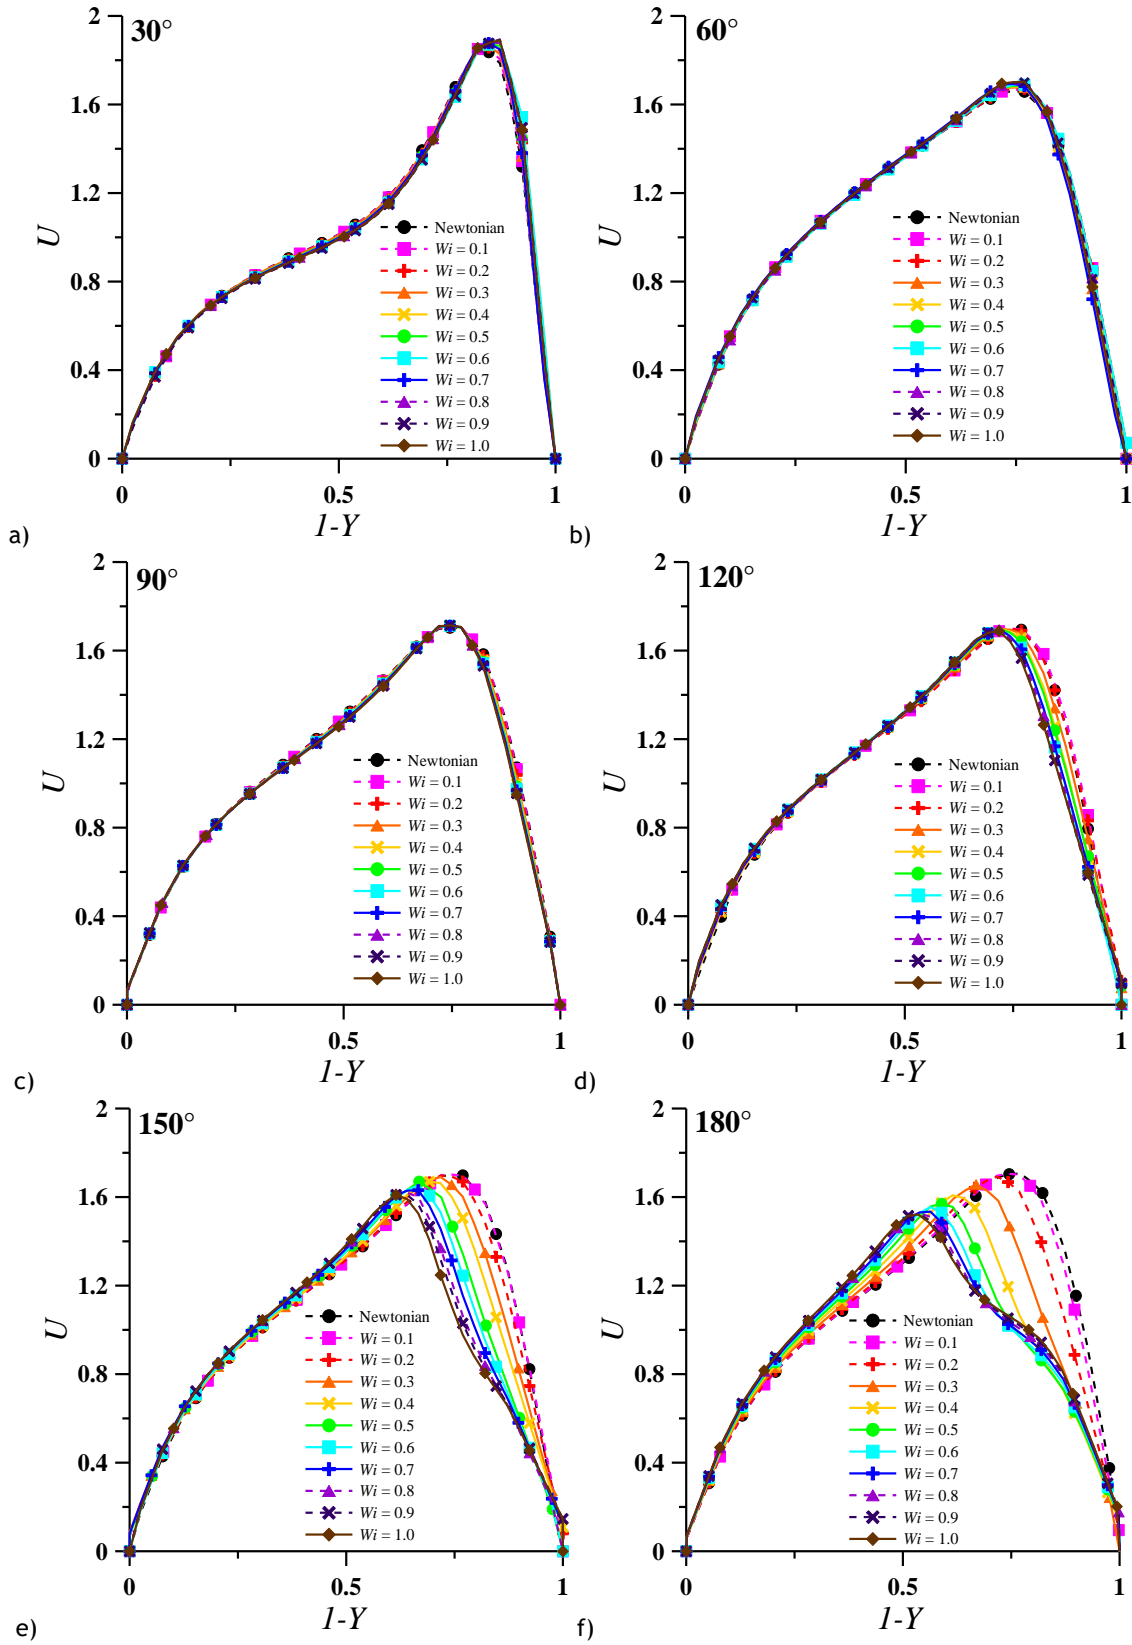 30°
2
1.6
1.2
0.8
0.4
0
U
Newtonian
Wi = 0.1
Wi = 0.2
Wi = 0.3
Wi = 0.4
Wi = 0.5
Wi = 0.6
Wi = 0.7
Wi = 0.8
Wi = 0.9
Wi = 1.0
0 0.5 1
1-Y
a)
60°
2
1.6
1.2
0.8
0.4
0
U
Newtonian
Wi = 0.1
Wi = 0.2
Wi = 0.3
Wi = 0.4
Wi = 0.5
Wi = 0.6
Wi = 0.7
Wi = 0.8
Wi = 0.9
Wi = 1.0
0 0.5 1
1-Y
b)
90°
2
1.6
1.2
0.8
0.4
0
U
Newtonian
Wi = 0.1
Wi = 0.2
Wi = 0.3
Wi = 0.4
Wi = 0.5
Wi = 0.6
Wi = 0.7
Wi = 0.8
Wi = 0.9
Wi = 1.0
0 0.5 1
1-Y
c)
120°
2
1.6
1.2
0.8
0.4
0
U
Newtonian
Wi = 0.1
Wi = 0.2
Wi = 0.3
Wi = 0.4
Wi = 0.5
Wi = 0.6
Wi = 0.7
Wi = 0.8
Wi = 0.9
Wi = 1.0
0 0.5 1
1-Y
d)
150°
2
1.6
1.2
0.8
0.4
0
U
Newtonian
Wi = 0.1
Wi = 0.2
Wi = 0.3
Wi = 0.4
Wi = 0.5
Wi = 0.6
Wi = 0.7
Wi = 0.8
Wi = 0.9
Wi = 1.0
0 0.5 1
1-Y
e)
180°
2
1.6
1.2
0.8
0.4
0
U
Newtonian
Wi = 0.1
Wi = 0.2
Wi = 0.3
Wi = 0.4
Wi = 0.5
Wi = 0.6
Wi = 0.7
Wi = 0.8
Wi = 0.9
Wi = 1.0
0 0.5 1
1-Y
f)